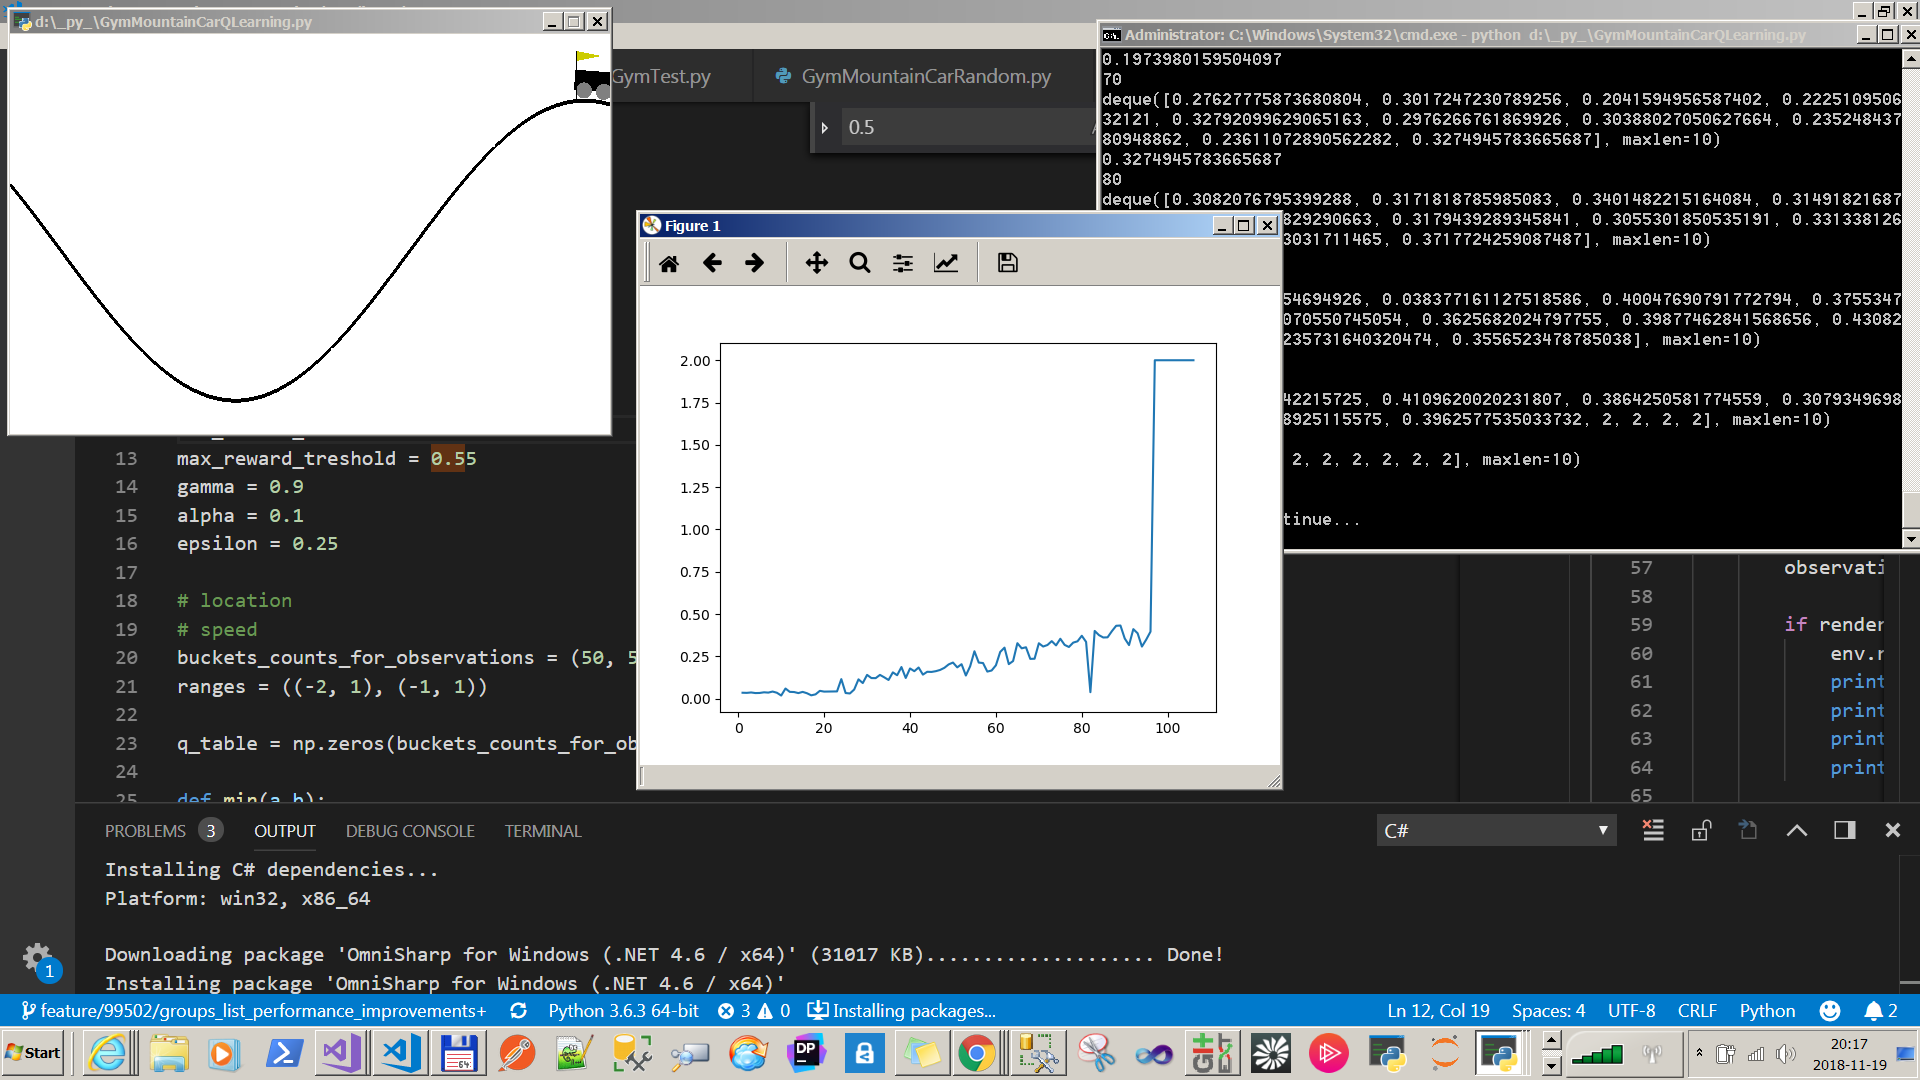 d:\_py_\GymMountainCarQLearning.py
GymTest.py
GymMountainCarRandom.py
0.5
Administrator: C:\Windows\System32\cmd.exe - python  d:\_py_\GymMountainCarQLearning.py
0.1973980159504097
70
deque([0.27627775873680804, 0.3017247230789256, 0.2041594956587402, 0.2225109506
32121, 0.32792099629065163, 0.2976266761869926, 0.30388027050627664, 0.235248437
80948862, 0.23611072890562282, 0.3274945783665687], maxlen=10)
0.3274945783665687
80
deque([0.3082076795399288, 0.3171818785985083, 0.3401482215164084, 0.31491821687
829290663, 0.3179439289345841, 0.3055301850535191, 0.331338126
3031711465, 0.3717724259087487], maxlen=10)
54694926, 0.038377161127518586, 0.40047690791772794, 0.3755347
070550745054, 0.3625682024797755, 0.39877462841568656, 0.43082
235731640320474, 0.3556523478785038], maxlen=10)
42215725, 0.4109620020231807, 0.3864250581774559, 0.3079349698
8925115575, 0.3962577535033732, 2, 2, 2, 2], maxlen=10)
2, 2, 2, 2, 2, 2], maxlen=10)
tinue...
Figure 1
2.00
1.75
1.50
1.25
1.00
0.75
0.50
0.25
0.00
0 20 40 60 80 100
13 max_reward_treshold = 0.55
14 gamma = 0.9
15 alpha = 0.1
16 epsilon = 0.25
17
18 # location
19 # speed
20 buckets_counts_for_observations = (50, 5
21 ranges = ((-2, 1), (-1, 1))
22
23 q_table = np.zeros(buckets_counts_for_ob
24
25 def min(a,b):
57 observati
58
59 if render
60 env.r
61 print
62 print
63 print
64 print
65
PROBLEMS 3 OUTPUT DEBUG CONSOLE TERMINAL
C#
Installing C# dependencies...
Platform: win32, x86_64
Downloading package 'OmniSharp for Windows (.NET 4.6 / x64)' (31017 KB).................... Done!
Installing package 'OmniSharp for Windows (.NET 4.6 / x64)'
1
feature/99502/groups_list_performance_improvements+ Python 3.6.3 64-bit 3 0 Installing packages... Ln 12, Col 19 Spaces: 4 UTF-8 CRLF Python 2
Start
64:
DP
20:17
2018-11-19